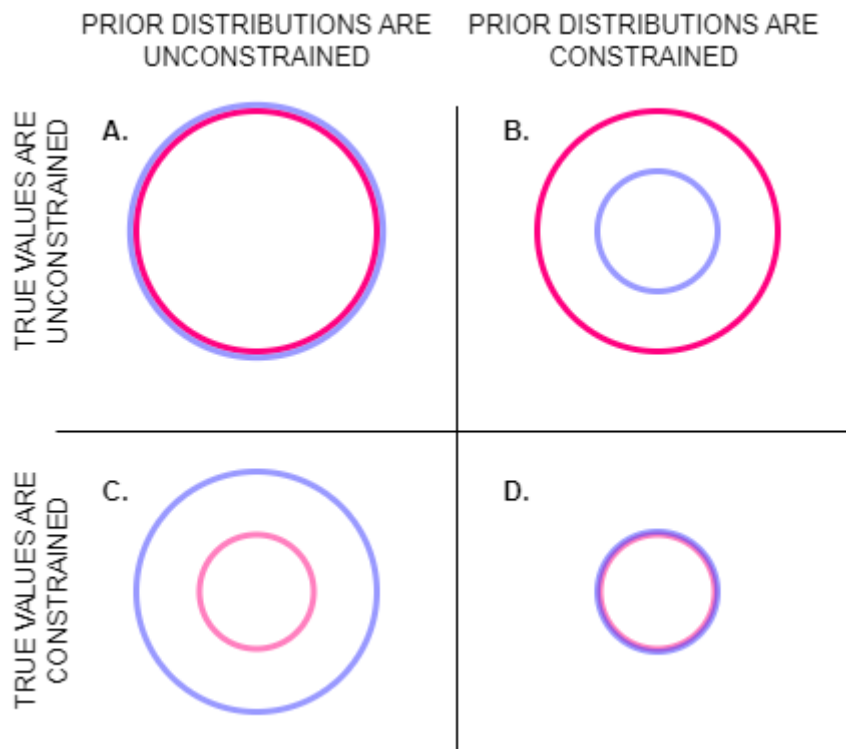 PRIOR DISTRIBUTIONS ARE
UNCONSTRAINED
PRIOR DISTRIBUTIONS ARE
CONSTRAINED
TRUE VALUES ARE
UNCONSTRAINED
A.
B.
TRUE VALUES ARE
CONSTRAINED
C.
D.